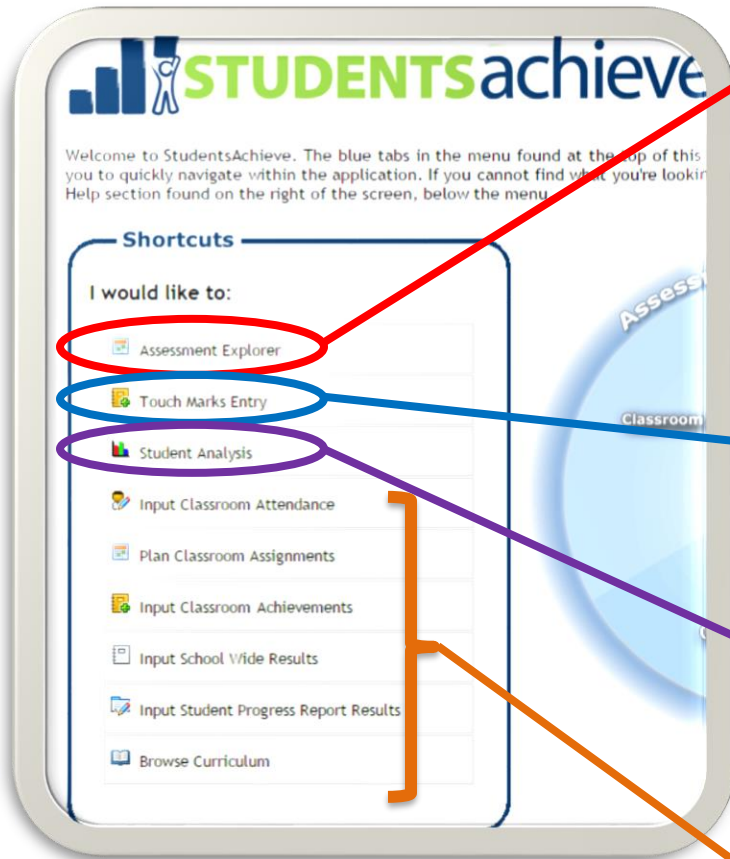 STUDENTSachieve
Welcome to StudentsAchieve. The blue tabs in the menu found at the top of this
you to quickly navigate within the application. If you cannot find what you're
Help section found on the right of the screen, below the menu.
Shortcuts
I would like to:
Assessment Explorer
Touch Marks Entry
Student Analysis
Input Classroom Attendance
Plan Classroom Assignments
Input Classroom Achievements
Input School Wide Results
Input Student Progress Report Results
Browse Curriculum
Classroom